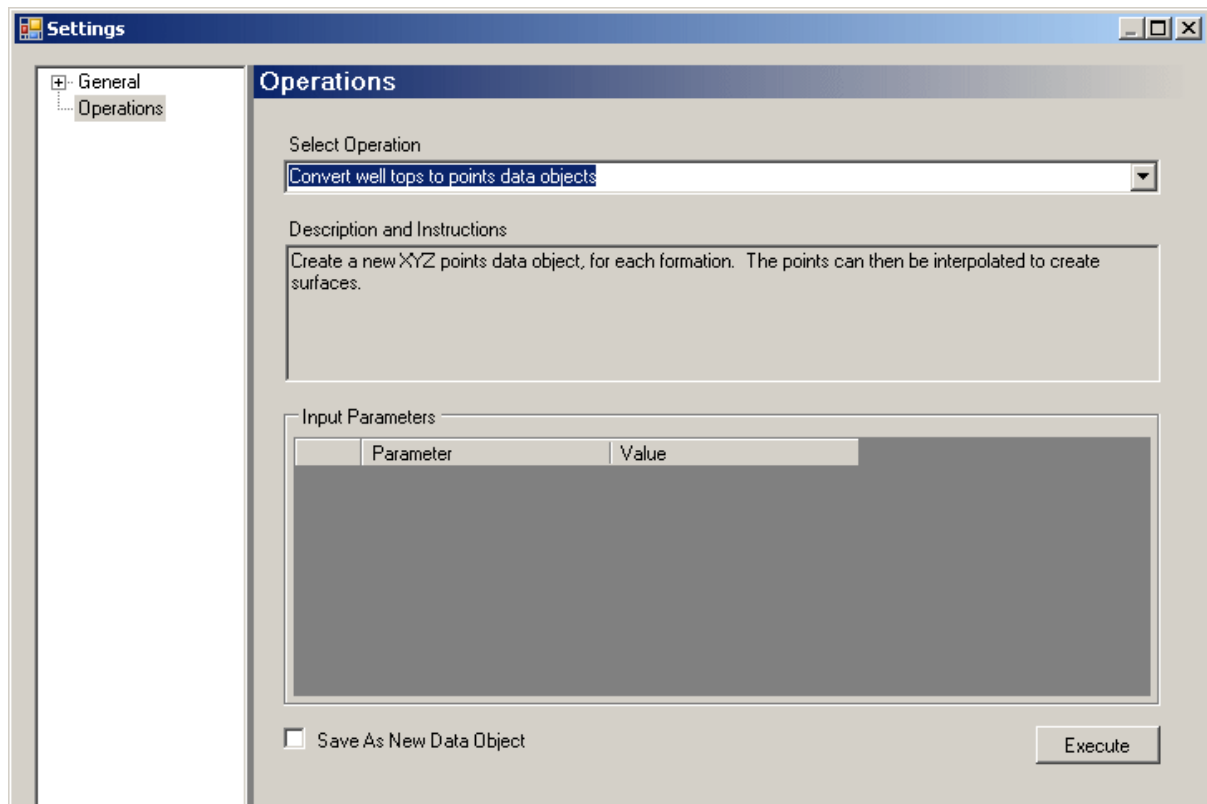 Settings
General
Operations
Operations
Select Operation
Convert well tops to points data objects
Description and Instructions
Create a new XYZ points data object, for each formation.  The points can then be interpolated to create
surfaces.
Input Parameters
Parameter Value
Save As New Data Object
Execute